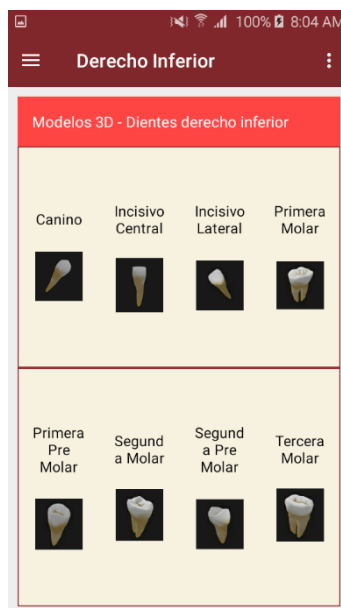 100% 8:04 AM
Derecho Inferior
Modelos 3D - Dientes derecho inferior
Canino
Incisivo
Central
Incisivo
Lateral
Primera
Molar
Primera
Pre
Molar
Segund
a Molar
Segund
a Pre
Molar
Tercera
Molar